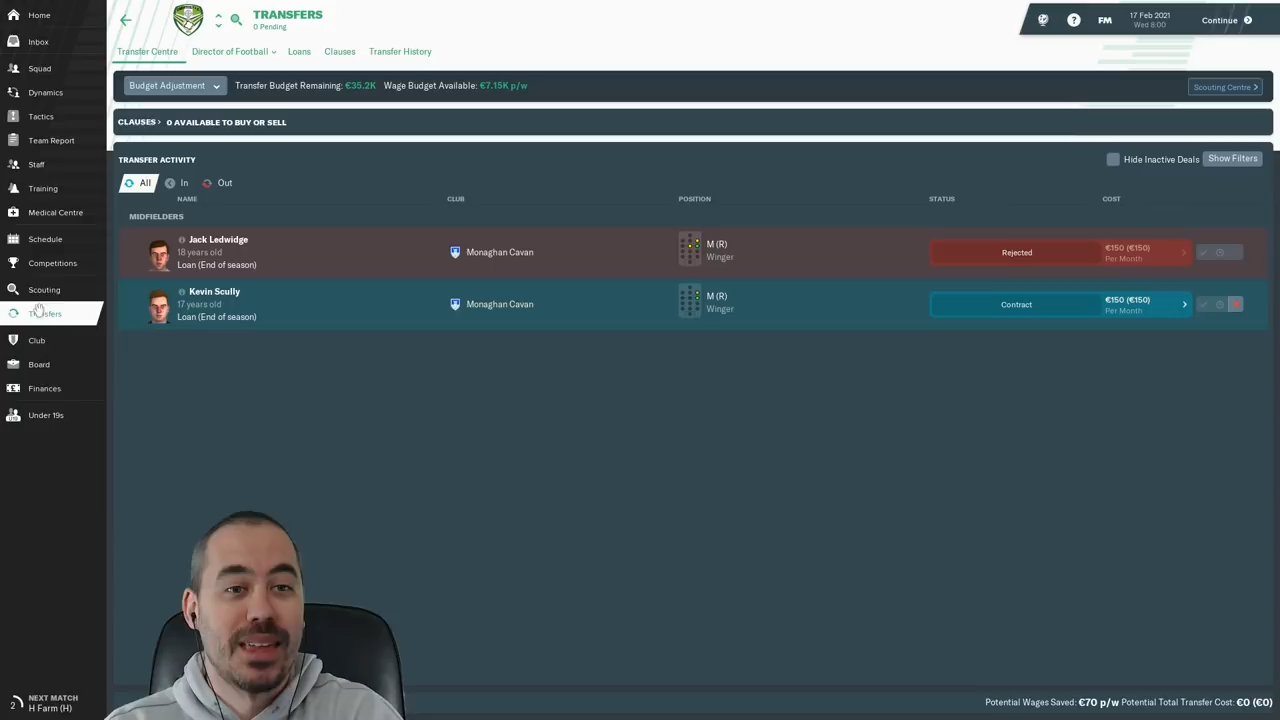 Home
Inbox
Squad
Dynamics
Tactics
Team Report
Staff
Training
Medical Centre
Schedule
Competitions
Scouting
Transfers
Club
Board
Finances
Under 19s
NEXT MATCH
2 H Farm (H)
TRANSFERS
0 Pending
17 Feb 2021
Wed 8:00
? FM
Continue
Transfer Centre Director of Football Loans Clauses Transfer History
Budget Adjustment Transfer Budget Remaining: €35.2K Wage Budget Available: €7.15K p/w Scouting Centre >
CLAUSES > 0 AVAILABLE TO BUY OR SELL
TRANSFER ACTIVITY Hide Inactive Deals Show Filters
All In Out
NAME CLUB POSITION STATUS COST
MIDFIELDERS
Jack Ledwidge
18 years old
Loan (End of season)
Monaghan Cavan
M (R)
Winger
Rejected
€150 (€150)
Per Month
Kevin Scully
17 years old
Loan (End of season)
Monaghan Cavan
M (R)
Winger
Contract
€150 (€150)
Per Month
Potential Wages Saved: €70 p/w Potential Total Transfer Cost: €0 (€0)